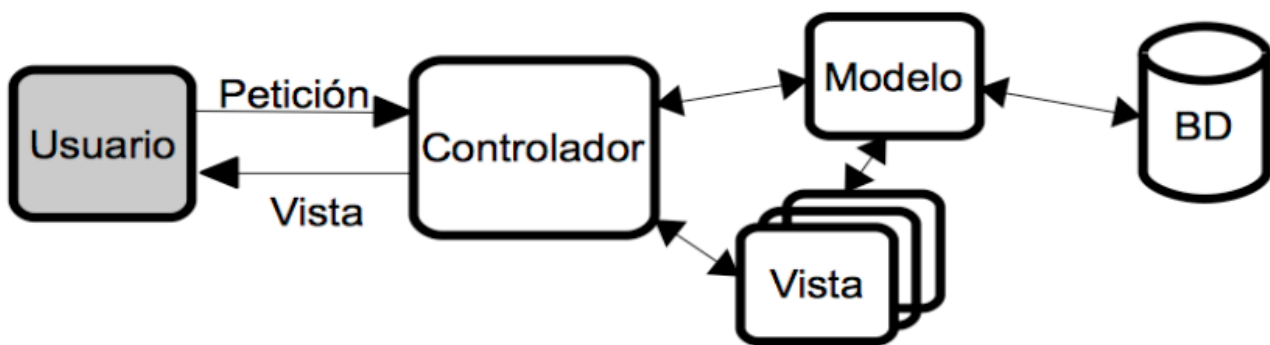 Petición
Usuario
Vista
Controlador
Modelo
BD
Vista